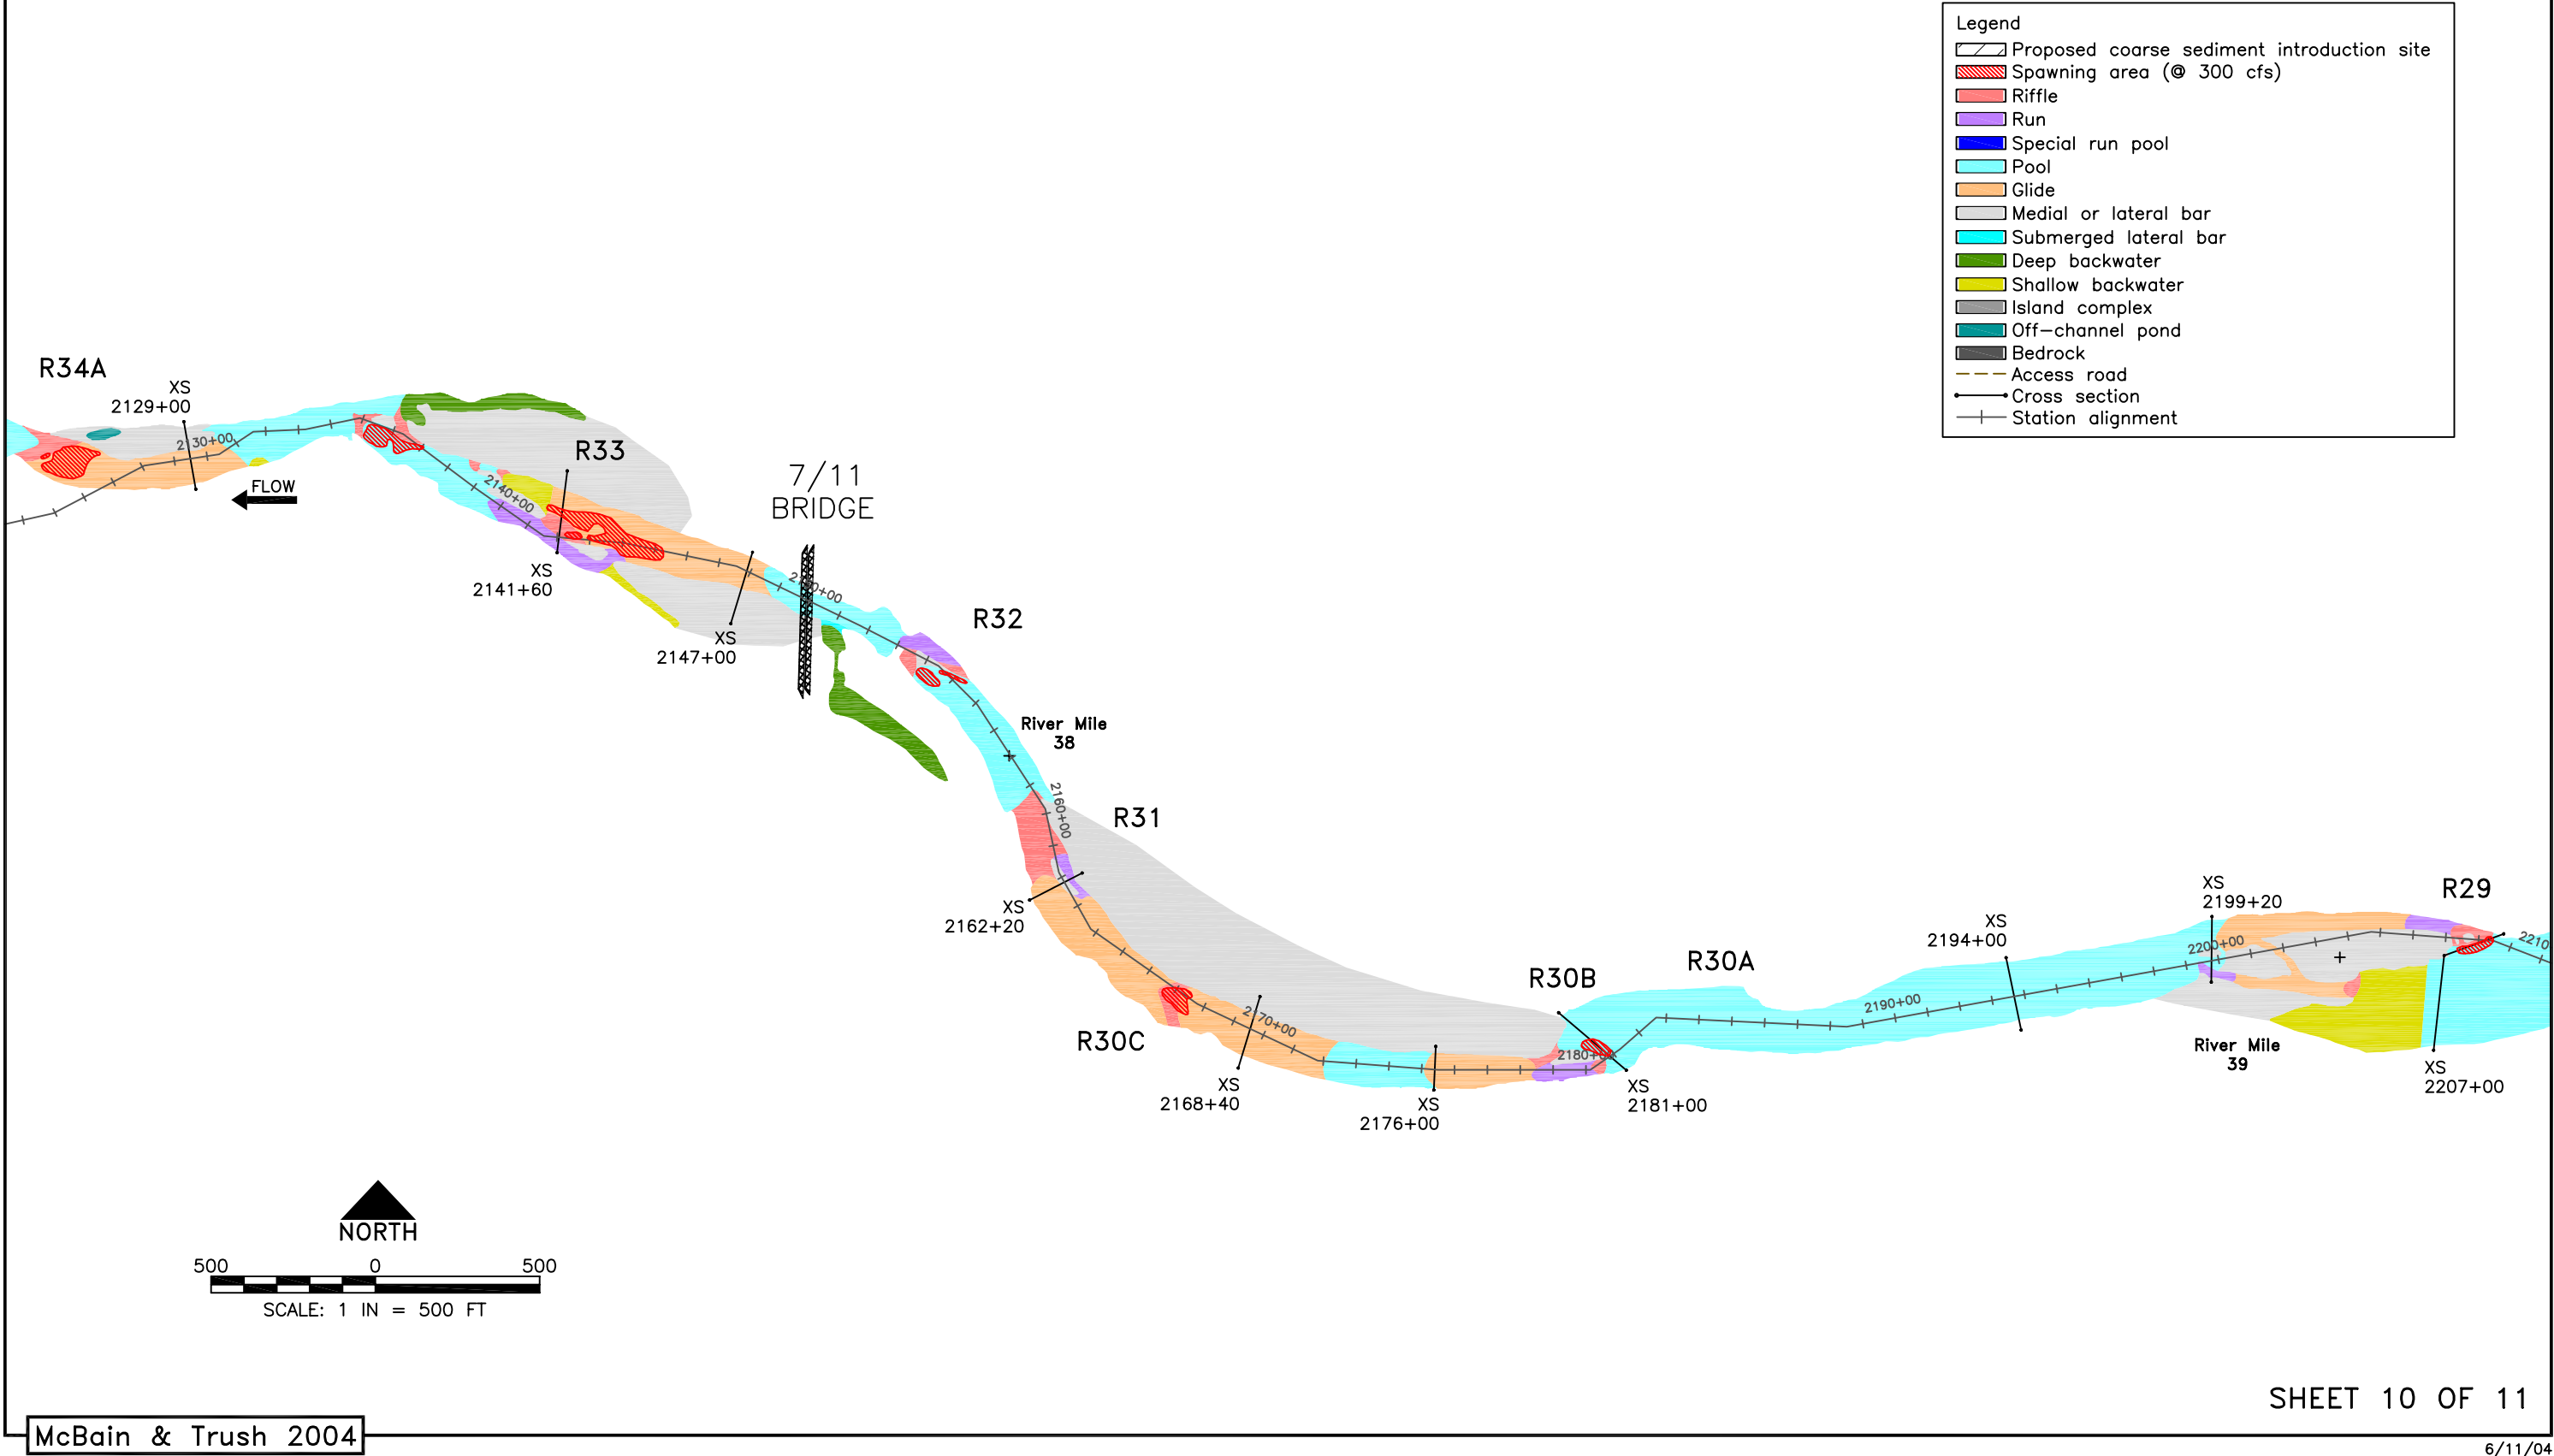 Legend
Proposed coarse sediment introduction site
Spawning area (@ 300 cfs)
Riffle
Run
Special run pool
Pool
Glide
Medial or lateral bar
Submerged lateral bar
Deep backwater
Shallow backwater
Island complex
Off-channel pond
Bedrock
Access road
Cross section
Station alignment
R34A
XS
2129+00
2130+00
FLOW
R33
2140+00
XS
2141+60
7/11
BRIDGE
XS
2147+00
R32
River Mile
38
2160+00
R31
XS
2162+20
R30C
2170+00
XS
2168+40
XS
2176+00
R30B
2180+00
XS
2181+00
R30A
2190+00
XS
2194+00
XS
2199+20
2200+00
R29
2210
River Mile
39
XS
2207+00
NORTH
500 0 500
SCALE: 1 IN = 500 FT
SHEET 10 OF 11
McBain & Trush 2004
6/11/04